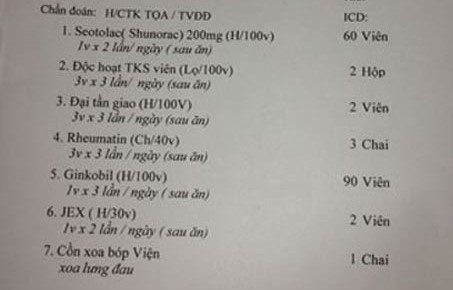 Chẩn đoán: H/CTK TỌA / TVĐĐ
ICD:
1. Seotolac( Shunorac) 200mg (H/100v) 60 Viên
1v x 2 lần/ ngày ( sau ăn)
2. Độc hoạt TKS viên (Lọ/100v) 2 Hộp
3v x 3 lần/ ngày (sau ăn)
3. Đại tần giao (H/100V) 2 Viên
3v x 3 lần / ngày (sau ăn)
4. Rheumatin (Ch/40v) 3 Chai
3v x 3 lần / ngày (sau ăn)
5. Ginkobil (H/100v) 90 Viên
1v x 3 lần / ngày ( sau ăn)
6. JEX ( H/30v) 2 Viên
1v x 2 lần / ngày ( sau ăn)
7. Cồn xoa bóp Viện 1 Chai
xoa lưng đau